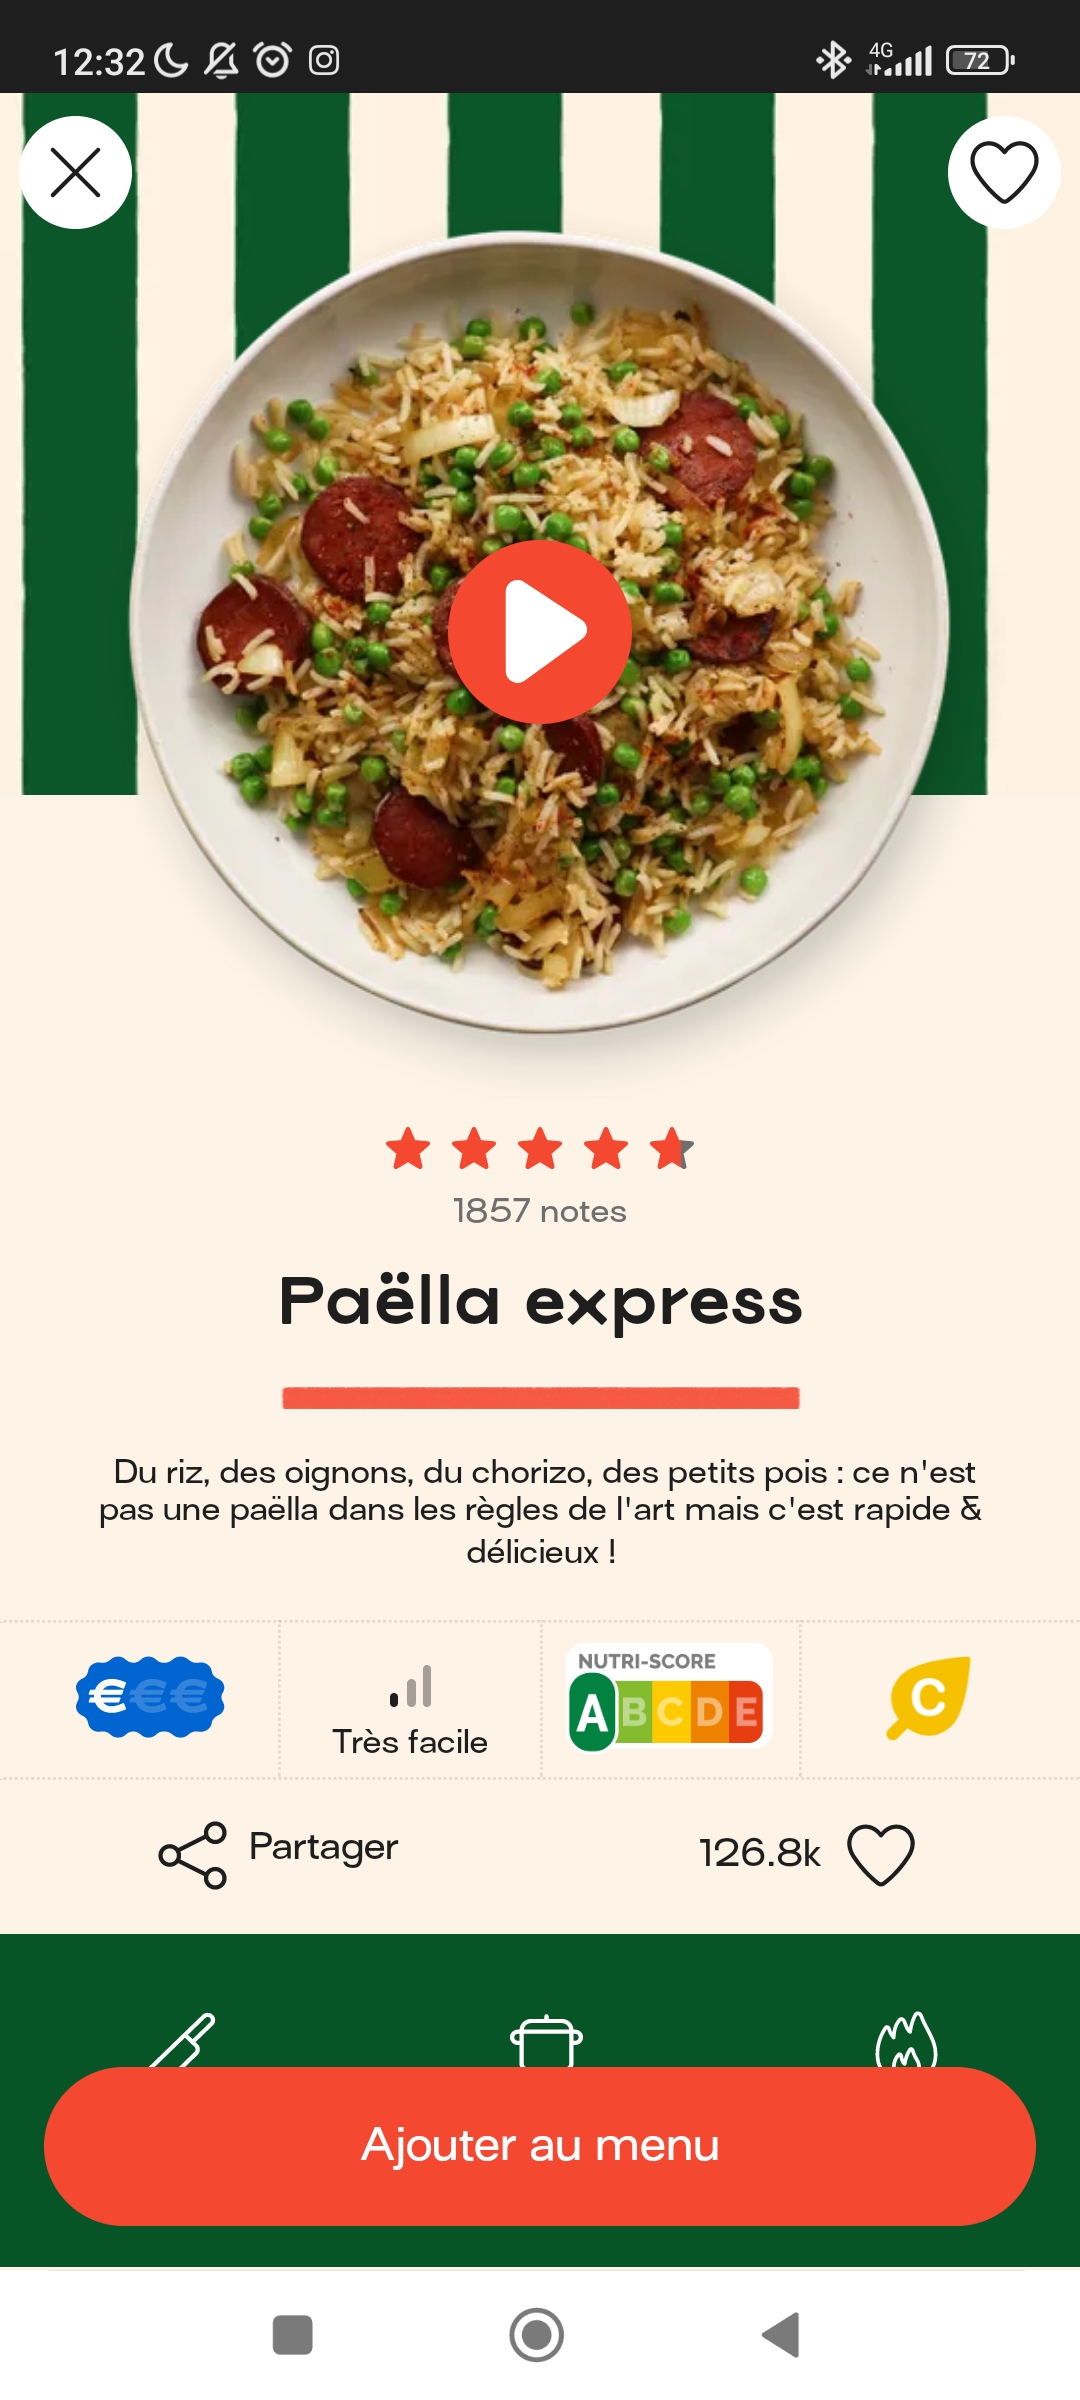 12:32
4G
72
1857 notes
Paëlla express
Du riz, des oignons, du chorizo, des petits pois : ce n'est
pas une paëlla dans les règles de l'art mais c'est rapide &
délicieux !
€€€
Très facile
NUTRI-SCORE
A B C D E
C
Partager
126.8k
Ajouter au menu